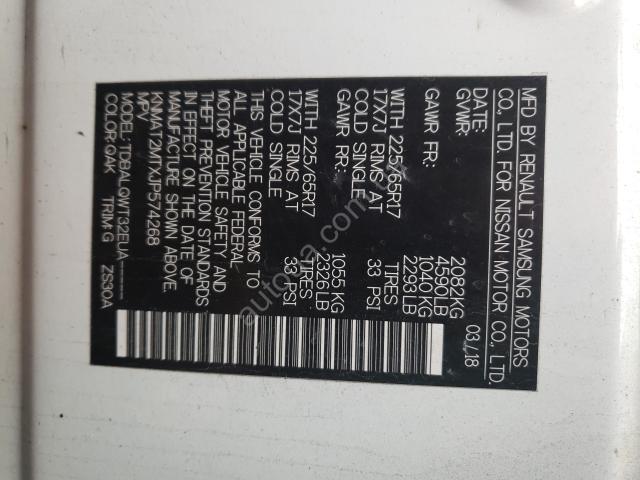 MFD BY RENAULT SAMSUNG MOTORS
CO., LTD. FOR NISSAN MOTOR CO., LTD.
DATE: 03/18
GVWR: 2082KG
4590LB
GAWR FR: 1040KG
2293LB
WITH 225/65R17 TIRES
17X7J RIMS AT 33 PSI
COLD SINGLE
GAWR RR: 1055KG
2326LB
WITH 225/65R17 TIRES
17X7J RIMS AT 33 PSI
COLD SINGLE
THIS VEHICLE CONFORMS TO
ALL APPLICABLE FEDERAL
MOTOR VEHICLE SAFETY AND
THEFT PREVENTION STANDARDS
IN EFFECT ON THE DATE OF
MANUFACTURE SHOWN ABOVE.
KNMAT2MTXJP574268
MPV
MODEL: TDBALQWT32EUA
COLOR: QAK TRIM: G ZS30A